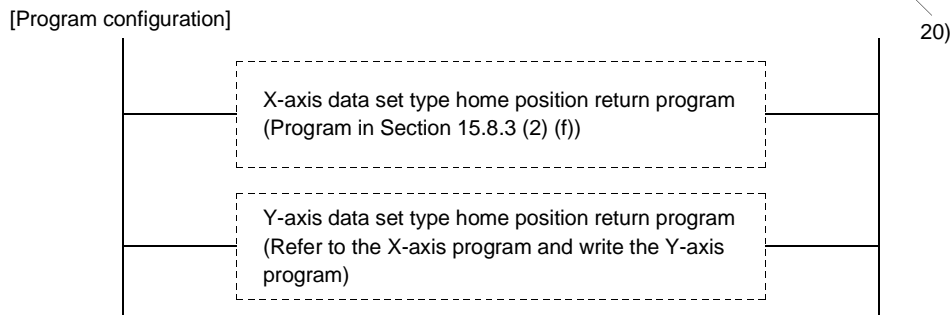 [Program configuration]
20)
X-axis data set type home position return program
(Program in Section 15.8.3 (2) (f))
Y-axis data set type home position return program
(Refer to the X-axis program and write the Y-axis
program)